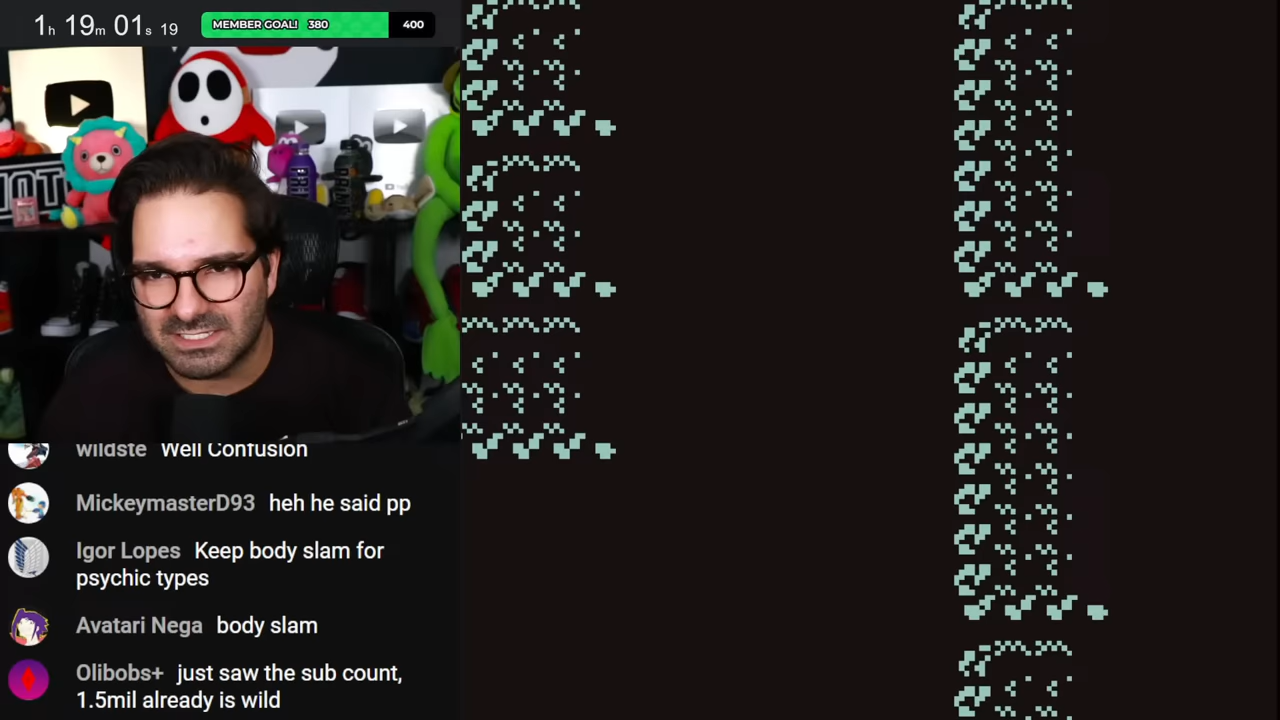 1h 19m 01s 19
MEMBER GOAL! 380
400
wildste Well Confusion
MickeymasterD93 heh he said pp
Igor Lopes Keep body slam for
psychic types
Avatari Nega body slam
Olibobs+ just saw the sub count,
1.5mil already is wild